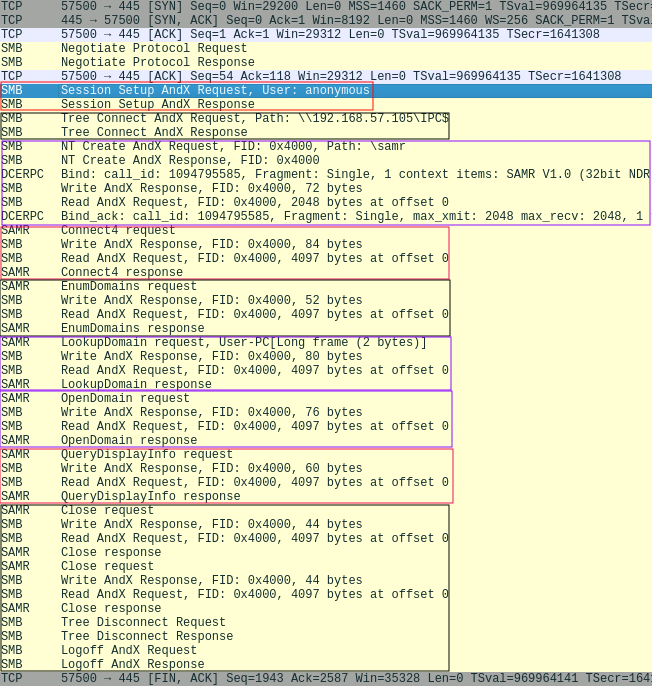 TCP 57500 → 445 [SYN] Seq=0 Win=29200 Len=0 MSS=1460 SACK_PERM=1 TSval=969964135 TSecr=
TCP 445 → 57500 [SYN, ACK] Seq=0 Ack=1 Win=8192 Len=0 MSS=1460 WS=256 SACK_PERM=1 TSva
TCP 57500 → 445 [ACK] Seq=1 Ack=1 Win=29312 Len=0 TSval=969964135 TSecr=1641308
SMB Negotiate Protocol Request
SMB Negotiate Protocol Response
TCP 57500 → 445 [ACK] Seq=54 Ack=118 Win=29312 Len=0 TSval=969964135 TSecr=1641308
SMB Session Setup AndX Request, User: anonymous
SMB Session Setup AndX Response
SMB Tree Connect AndX Request, Path: \\192.168.57.105\IPC$
SMB Tree Connect AndX Response
SMB NT Create AndX Request, FID: 0x4000, Path: \samr
SMB NT Create AndX Response, FID: 0x4000
DCERPC Bind: call_id: 1094795585, Fragment: Single, 1 context items: SAMR V1.0 (32bit NDR
SMB Write AndX Response, FID: 0x4000, 72 bytes
SMB Read AndX Request, FID: 0x4000, 2048 bytes at offset 0
DCERPC Bind_ack: call_id: 1094795585, Fragment: Single, max_xmit: 2048 max_recv: 2048, 1
SAMR Connect4 request
SMB Write AndX Response, FID: 0x4000, 84 bytes
SMB Read AndX Request, FID: 0x4000, 4097 bytes at offset 0
SAMR Connect4 response
SAMR EnumDomains request
SMB Write AndX Response, FID: 0x4000, 52 bytes
SMB Read AndX Request, FID: 0x4000, 4097 bytes at offset 0
SAMR EnumDomains response
SAMR LookupDomain request, User-PC[Long frame (2 bytes)]
SMB Write AndX Response, FID: 0x4000, 80 bytes
SMB Read AndX Request, FID: 0x4000, 4097 bytes at offset 0
SAMR LookupDomain response
SAMR OpenDomain request
SMB Write AndX Response, FID: 0x4000, 76 bytes
SMB Read AndX Request, FID: 0x4000, 4097 bytes at offset 0
SAMR OpenDomain response
SAMR QueryDisplayInfo request
SMB Write AndX Response, FID: 0x4000, 60 bytes
SMB Read AndX Request, FID: 0x4000, 4097 bytes at offset 0
SAMR QueryDisplayInfo response
SAMR Close request
SMB Write AndX Response, FID: 0x4000, 44 bytes
SMB Read AndX Request, FID: 0x4000, 4097 bytes at offset 0
SAMR Close response
SAMR Close request
SMB Write AndX Response, FID: 0x4000, 44 bytes
SMB Read AndX Request, FID: 0x4000, 4097 bytes at offset 0
SAMR Close response
SMB Tree Disconnect Request
SMB Tree Disconnect Response
SMB Logoff AndX Request
SMB Logoff AndX Response
TCP 57500 → 445 [FIN, ACK] Seq=1943 Ack=2587 Win=35328 Len=0 TSval=969964141 TSecr=1641